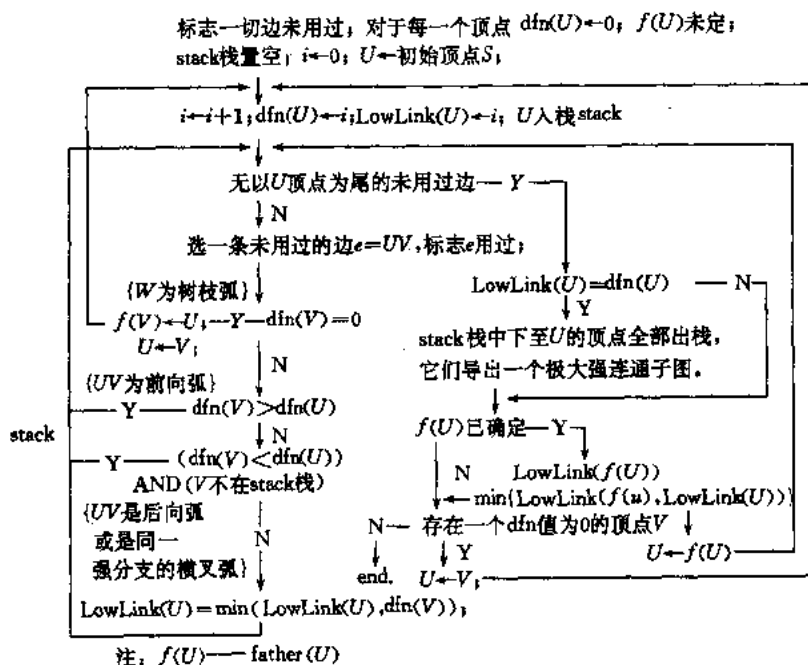 标志一切边未用过；对于每一个顶点 dfn(U)←0；f(U)未定；
stack栈置空；i←0；U←初始顶点S；
i←i+1；dfn(U)←i；LowLink(U)←i；U入栈stack
无以U顶点为尾的未用过边 Y
N
选一条未用过的边e=UV，标志e用过；
LowLink(U)=dfn(U) N
{W为树枝弧}
Y
f(V)←U； Y dfn(V)=0
U←V；
stack栈中下至U的顶点全部出栈，
它们导出一个极大强连通子图。
N
{UV为前向弧}
Y dfn(V)>dfn(U)
f(U)已确定 Y
stack
N
Y (dfn(V)<dfn(U))
AND(V不在stack栈)
N
LowLink(f(U))
min{LowLink(f(u),LowLink(U))}
{UV是后向弧
或是同一
强分支的横叉弧}
N
N 存在一个dfn值为0的顶点V
Y
U←f(U)
end.
U←V；
LowLink(U)=min(LowLink(U),dfn(V))；
注：f(U)——father(U)